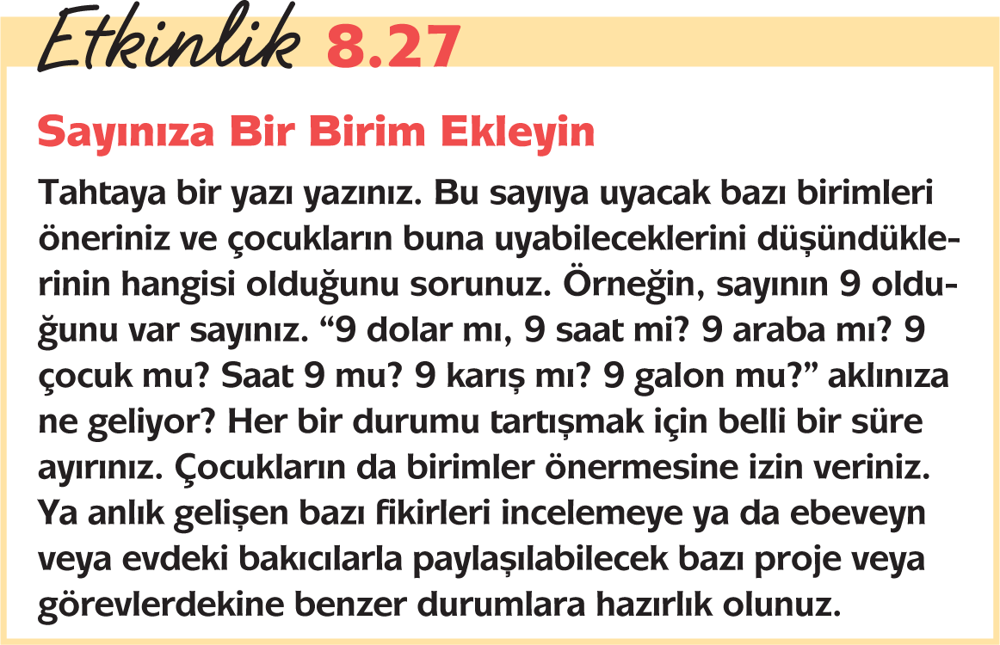 Etkinlik 8.27
Sayınıza Bir Birim Ekleyin
Tahtaya bir yazı yazınız. Bu sayıya uyacak bazı birimleri
öneriniz ve çocukların buna uyabileceklerini düşündükle-
rinin hangisi olduğunu sorunuz. Örneğin, sayının 9 oldu-
ğunu var sayınız. “9 dolar mı, 9 saat mi? 9 araba mı? 9
çocuk mu? Saat 9 mu? 9 karış mı? 9 galon mu?” aklınıza
ne geliyor? Her bir durumu tartışmak için belli bir süre
ayırınız. Çocukların da birimler önermesine izin veriniz.
Ya anlık gelişen bazı fikirleri incelemeye ya da ebeveyn
veya evdeki bakıcılarla paylaşılabilecek bazı proje veya
görevlerdekine benzer durumlara hazırlık olunuz.